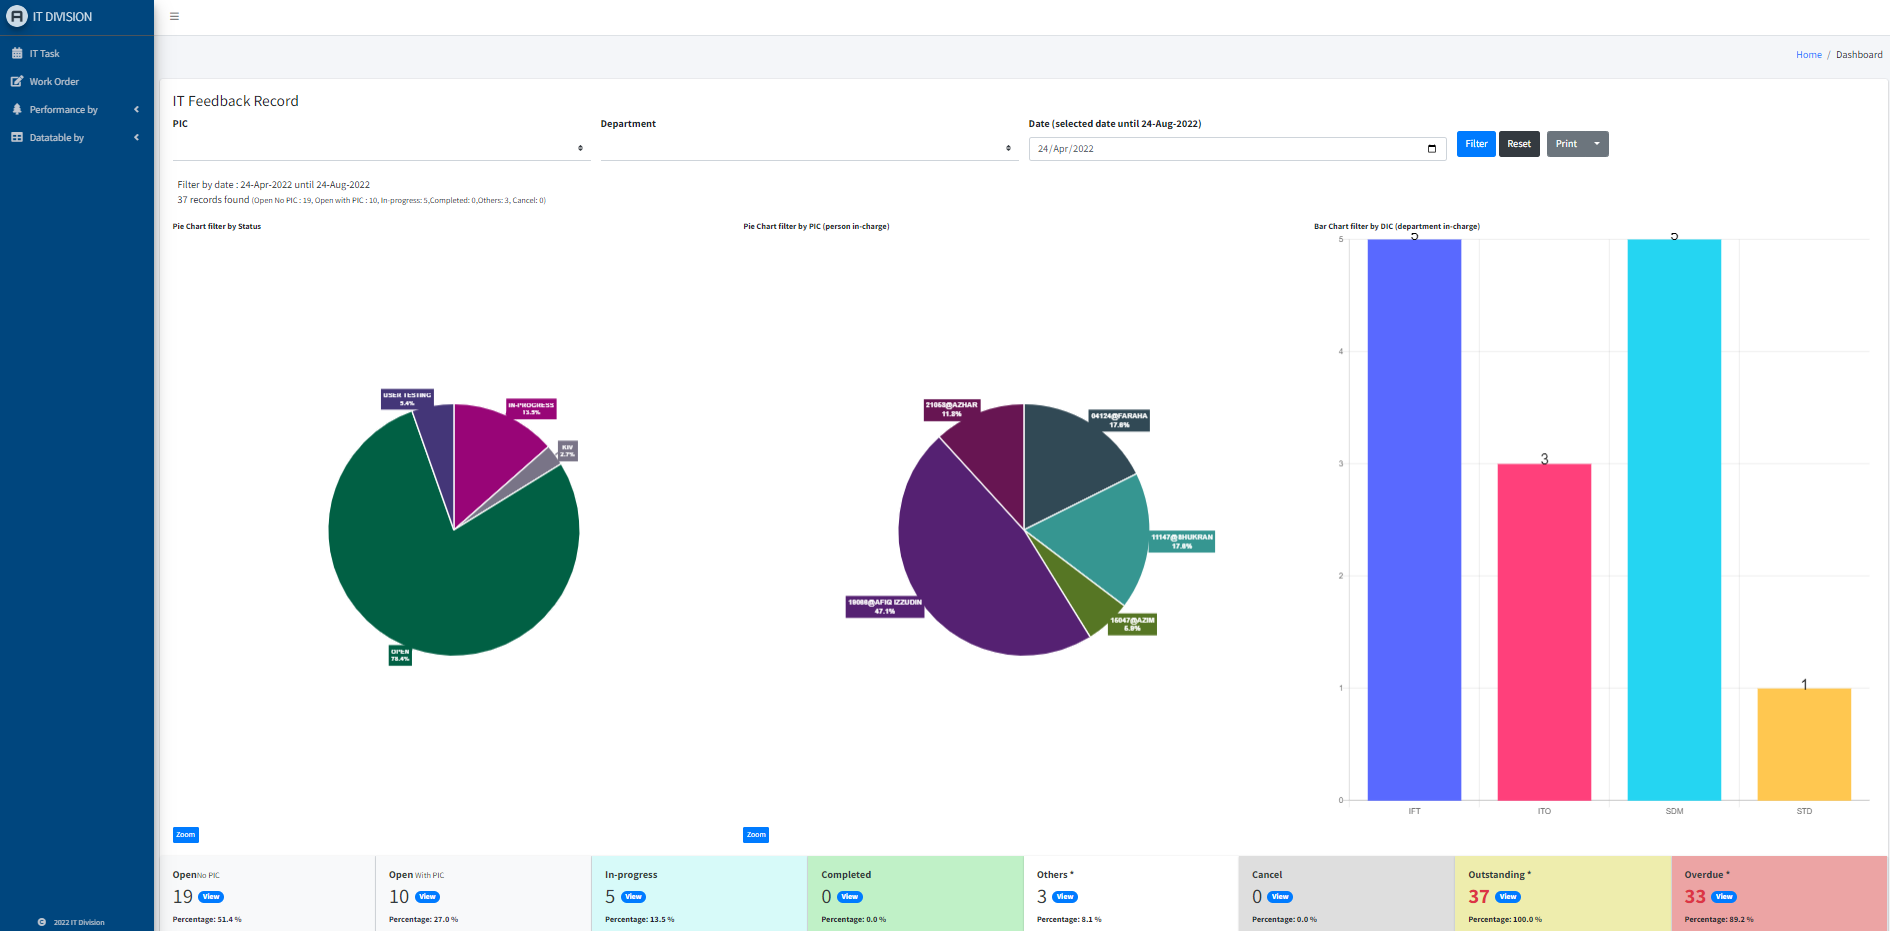 IT DIVISION
IT Task
Work Order
Performance by
Datatable by
2022 IT Division
Home / Dashboard
IT Feedback Record
PIC
Department
Date (selected date until 24-Aug-2022)
24/Apr/2022
Filter
Reset
Print
Filter by date : 24-Apr-2022 until 24-Aug-2022
37 records found (Open No PIC : 19, Open with PIC : 10, In-progress: 5,Completed: 0,Others: 3, Cancel: 0)
Pie Chart filter by Status
USER TESTING
5.4%
IN-PROGRESS
13.5%
KIV
2.7%
OPEN
78.4%
Zoom
Pie Chart filter by PIC (person in-charge)
21058@AZHAR
11.8%
04124@FARAHA
17.6%
11147@SHUKRAN
17.6%
16047@AZIM
5.9%
@AFIQ IZZUDIN
47.1%
Zoom
Bar Chart filter by DIC (department in-charge)
5
4
3
2
1
0
5
3
5
1
IFT
ITO
SDM
STD
Open No PIC
19 View
Percentage: 51.4 %
Open With PIC
10 View
Percentage: 27.0 %
In-progress
5 View
Percentage: 13.5 %
Completed
0 View
Percentage: 0.0 %
Others *
3 View
Percentage: 8.1 %
Cancel
0 View
Percentage: 0.0 %
Outstanding *
37 View
Percentage: 100.0 %
Overdue *
33 View
Percentage: 89.2 %